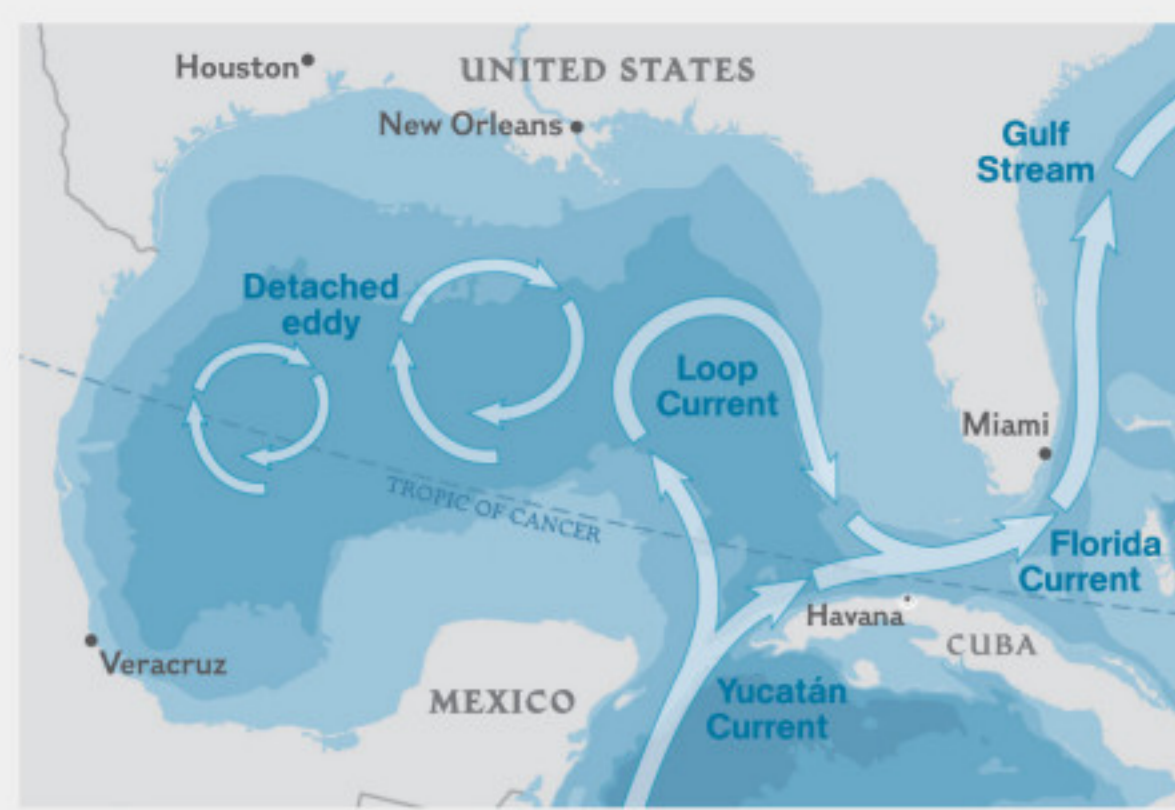 Houston
UNITED STATES
New Orleans
Gulf
Stream
Detached
eddy
Loop
Current
Miami
TROPIC OF CANCER
Florida
Current
Havana
CUBA
Veracruz
MEXICO
Yucatán
Current